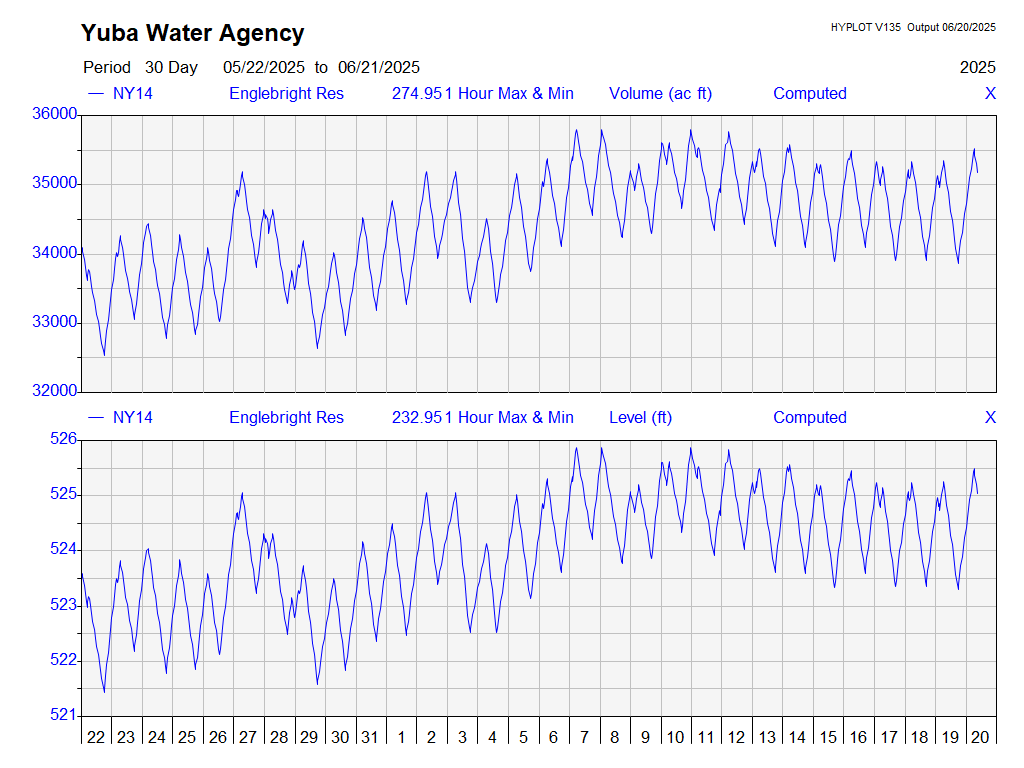 Yuba Water Agency
HYPLOT V135 Output 06/20/2025
Period 30 Day 05/22/2025 to 06/21/2025 2025
NY14 Englebright Res 274.951 Hour Max & Min Volume (ac ft) Computed X
36000
35000
34000
33000
32000
NY14 Englebright Res 232.951 Hour Max & Min Level (ft) Computed X
526
525
524
523
522
521
22 23 24 25 26 27 28 29 30 31 1 2 3 4 5 6 7 8 9 10 11 12 13 14 15 16 17 18 19 20